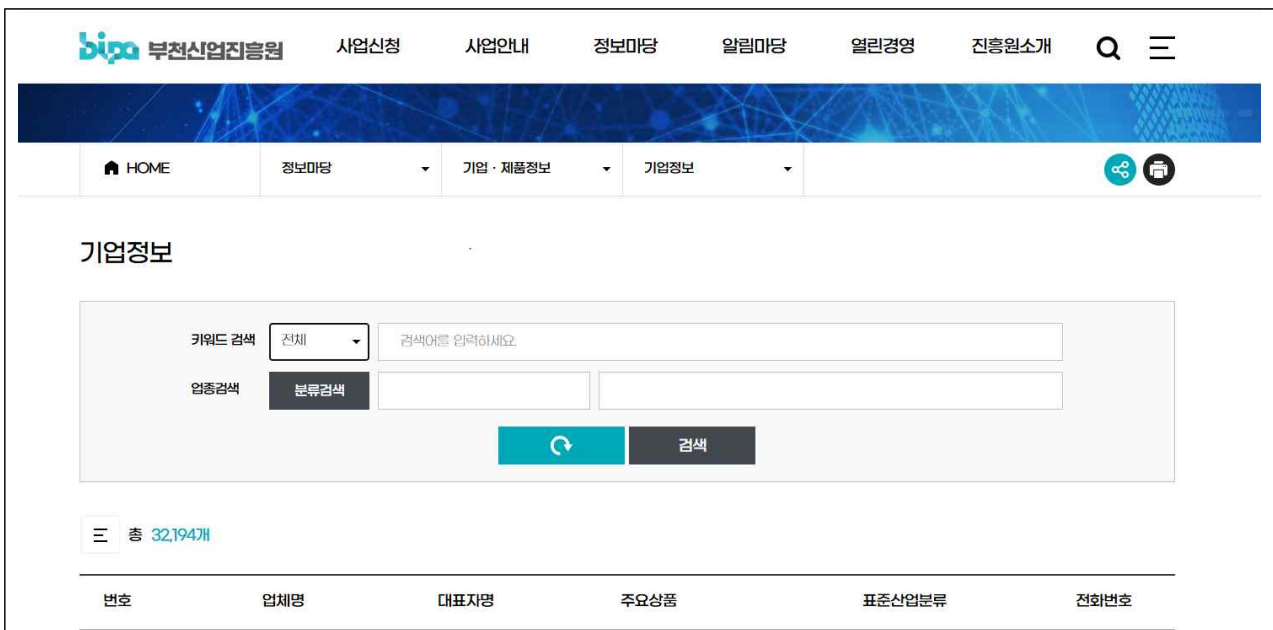 bipa 부천산업진흥원 사업신청 사업안내 정보마당 알림마당 열린경영 진흥원소개
HOME 정보마당 기업·제품정보 기업정보
기업정보
키워드 검색 전체 검색어를 입력하세요.
업종검색 분류검색
검색
총 32,194개
번호 업체명 대표자명 주요상품 표준산업분류 전화번호